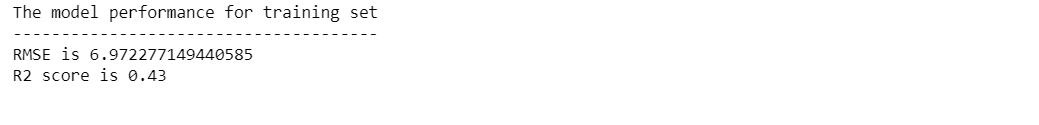 The model performance for training set
--------------------------------------
RMSE is 6.972277149440585
R2 score is 0.43